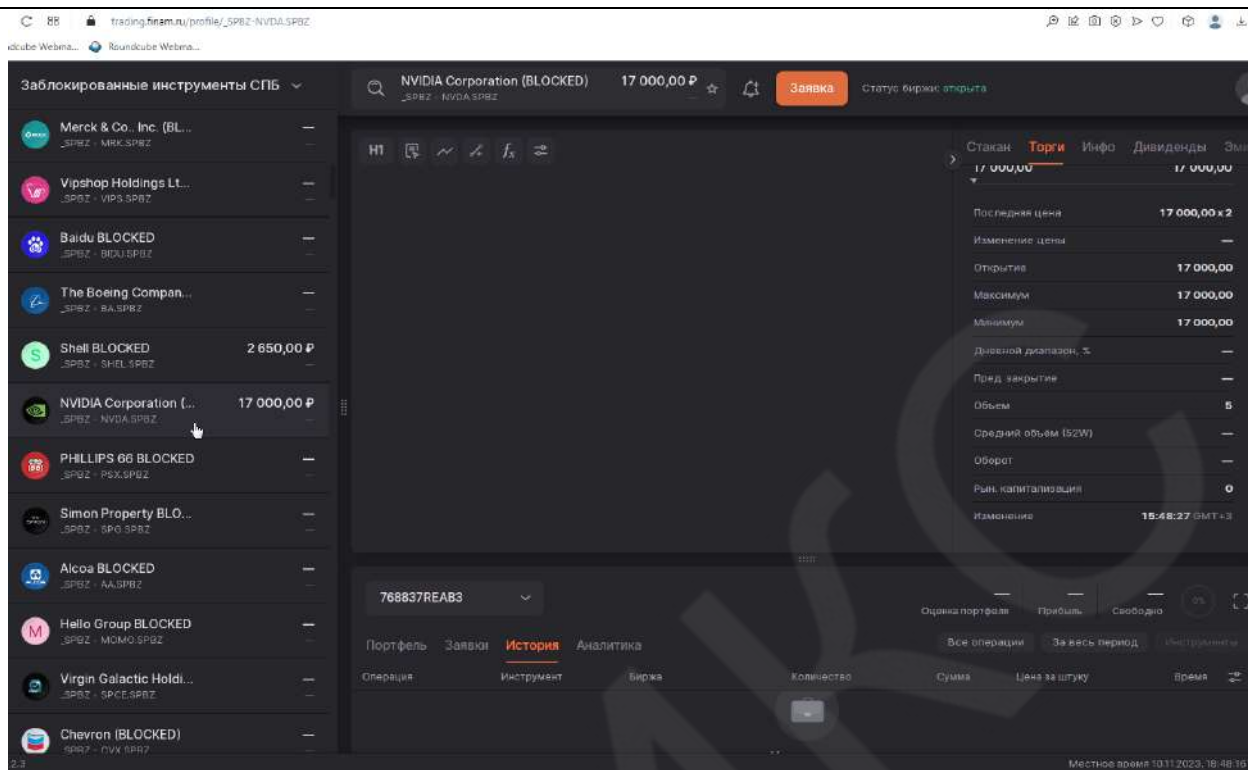 trading.finam.ru/profile/_SPBZ-NVDA.SPBZ
Roundcube Webma...
Заблокированные инструменты СПБ
NVIDIA Corporation (BLOCKED)
_SPBZ · NVDA.SPBZ
17 000,00 ₽
—
Заявка
Статус биржи: открыта
Merck & Co., Inc. (BL...
—
_SPBZ · MRK.SPBZ
Vipshop Holdings Lt...
—
_SPBZ · VIPS.SPBZ
Baidu BLOCKED
—
_SPBZ · BIDU.SPBZ
The Boeing Compan...
—
_SPBZ · BA.SPBZ
Shell BLOCKED
2 650,00 ₽
_SPBZ · SHEL.SPBZ
NVIDIA Corporation (...
17 000,00 ₽
_SPBZ · NVDA.SPBZ
PHILLIPS 66 BLOCKED
—
_SPBZ · PSX.SPBZ
Simon Property BLO...
—
_SPBZ · SPG.SPBZ
Alcoa BLOCKED
—
_SPBZ · AA.SPBZ
Hello Group BLOCKED
—
_SPBZ · MOMO.SPBZ
Virgin Galactic Holdi...
—
_SPBZ · SPCE.SPBZ
Chevron (BLOCKED)
—
_SPBZ · CVX.SPBZ
H1
Стакан Торги Инфо Дивиденды
17 000,00 17 000,00
Последняя цена 17 000,00 x 2
Изменение цены —
Открытие 17 000,00
Максимум 17 000,00
Минимум 17 000,00
Дневной диапазон, % —
Пред. закрытие —
Объем 5
Средний объём (52W) —
Оборот —
Рын. капитализация 0
Изменение 15:48:27 GMT+3
768837REAB3
Оценка портфеля Прибыль Свободно 0%
Портфель Заявки История Аналитика
Все операции За весь период Инструменты
Операция Инструмент Биржа Количество Сумма Цена за штуку Время
2.3
Местное время 10.11.2023, 18:48:16